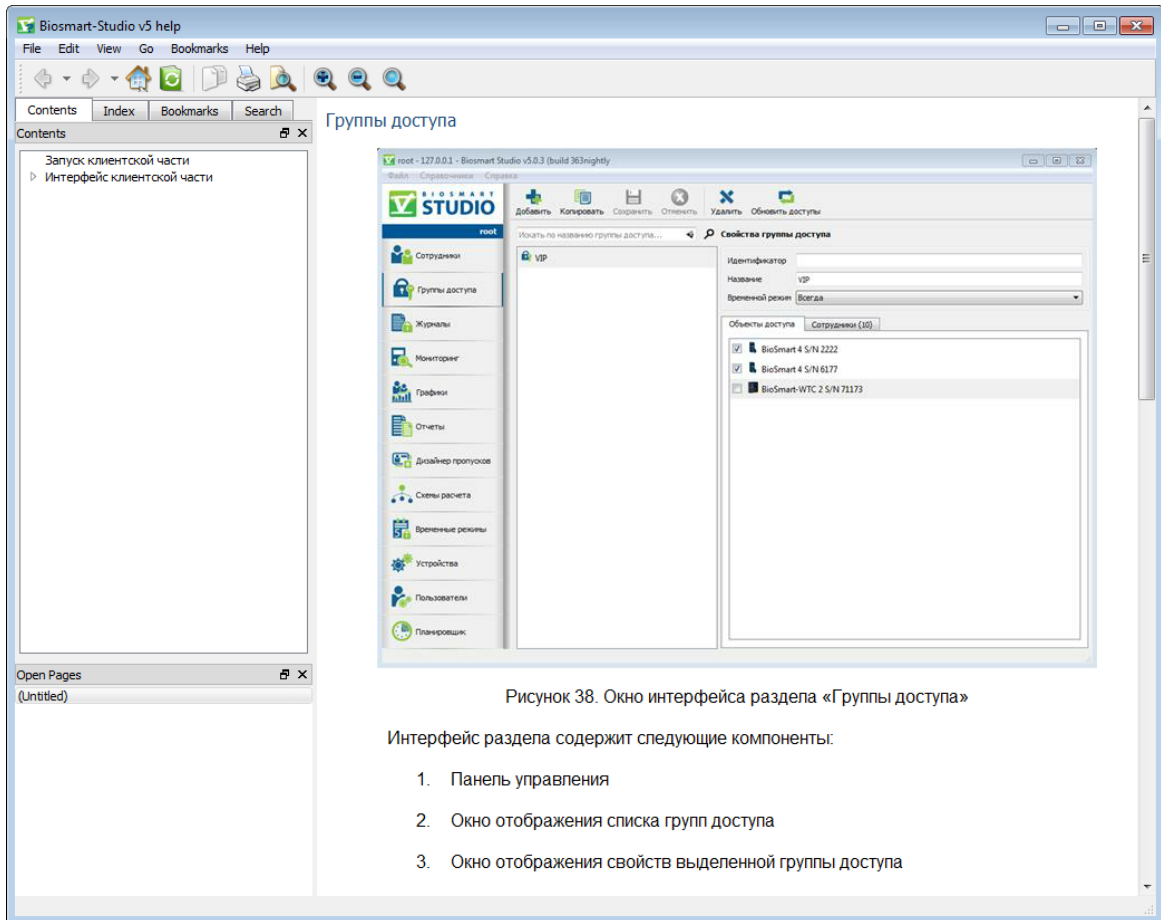 Biosmart-Studio v5 help
File Edit View Go Bookmarks Help
Contents Index Bookmarks Search
Contents
Запуск клиентской части
Интерфейс клиентской части
Open Pages
(Untitled)
Группы доступа
root - 127.0.0.1 - Biosmart Studio v5.0.3 (build 363nightly
Файл Справочники Справка
BIOSMART
STUDIO
root
Добавить Копировать Сохранить Отменить Удалить Обновить доступы
Сотрудники
Группы доступа
Журналы
Мониторинг
Графики
Отчеты
Дизайнер пропусков
Схемы расчета
Временные режимы
Устройства
Пользователи
Планировщик
Искать по названию группы доступа...
VIP
Свойства группы доступа
Идентификатор
Название VIP
Временной режим Всегда
Объекты доступа Сотрудники (10)
BioSmart 4 S/N 2222
BioSmart 4 S/N 6177
BioSmart-WTC 2 S/N 71173
Рисунок 38. Окно интерфейса раздела «Группы доступа»
Интерфейс раздела содержит следующие компоненты:
1. Панель управления
2. Окно отображения списка групп доступа
3. Окно отображения свойств выделенной группы доступа